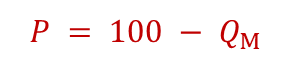 P = 100 − Q_M